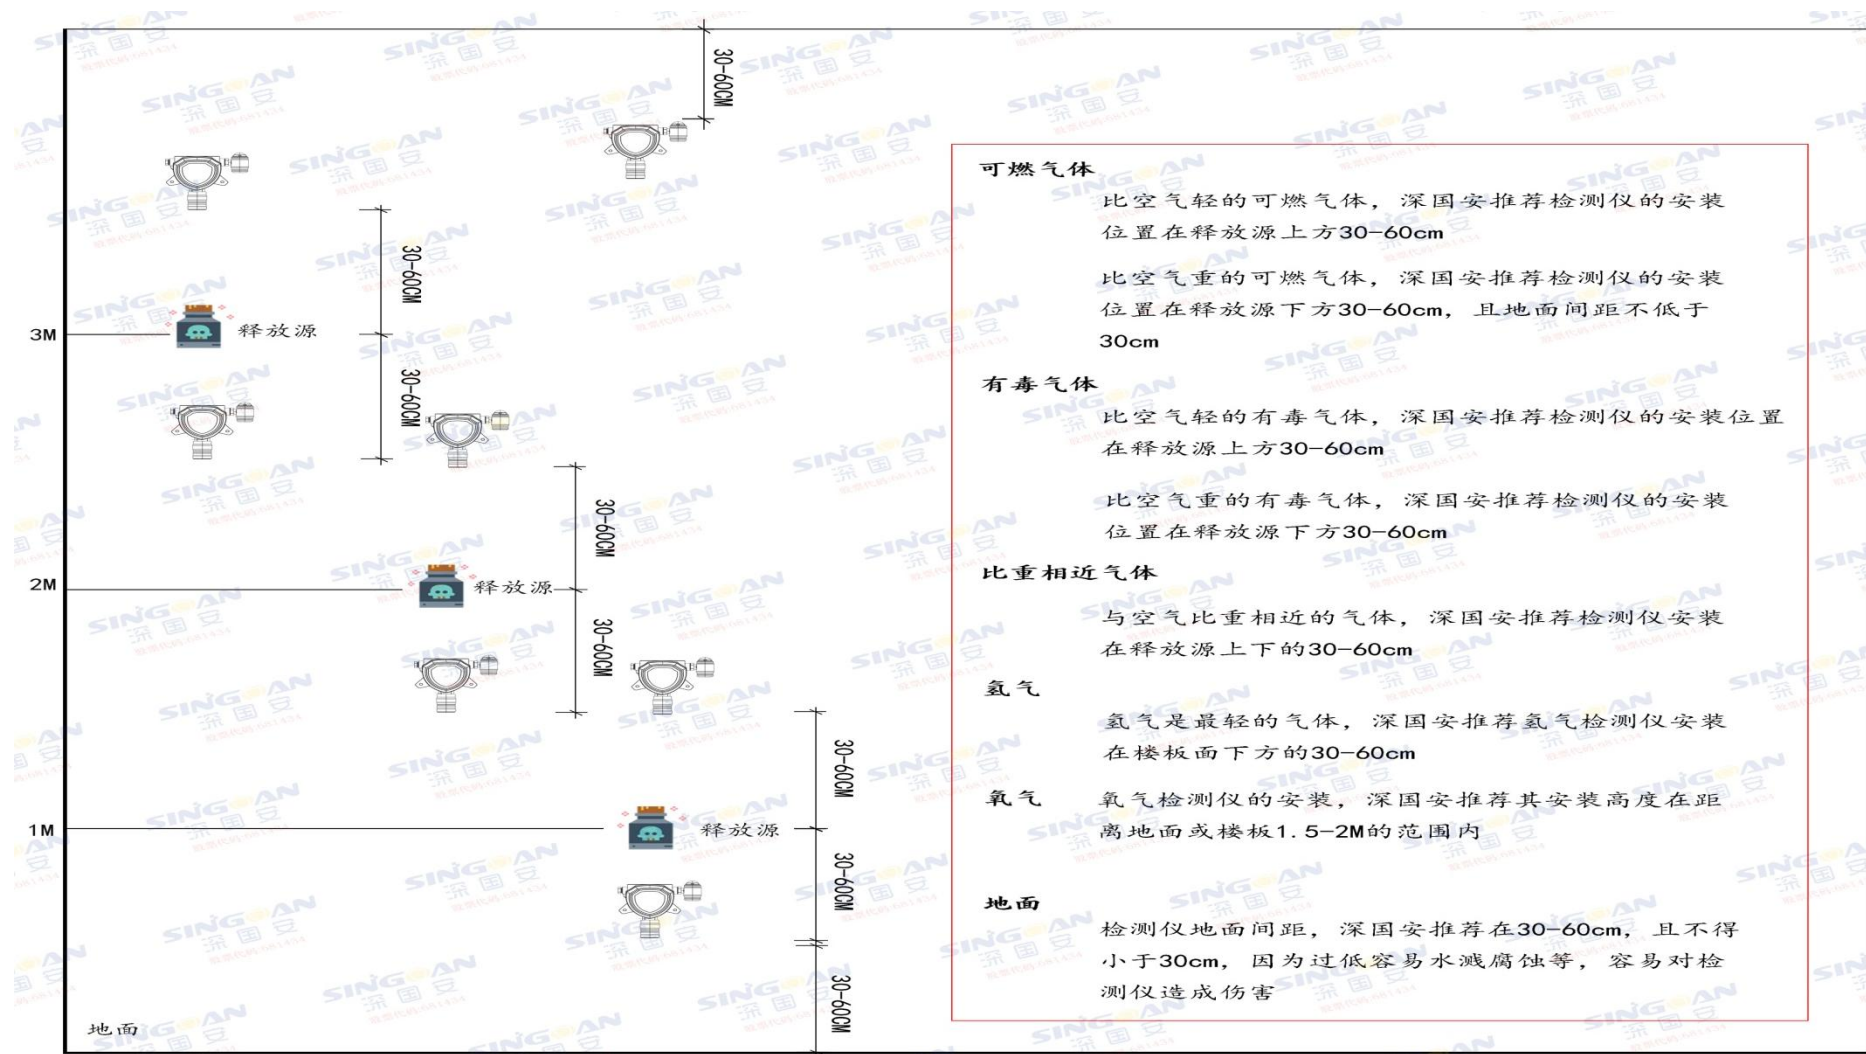 30-60CM
30-60CM
3M
释放源
30-60CM
30-60CM
2M
释放源
30-60CM
30-60CM
1M
释放源
30-60CM
30-60CM
地面
可燃气体
比空气轻的可燃气体，深国安推荐检测仪的安装
位置在释放源上方30-60cm
比空气重的可燃气体，深国安推荐检测仪的安装
位置在释放源下方30-60cm，且地面间距不低于
30cm
有毒气体
比空气轻的有毒气体，深国安推荐检测仪的安装位置
在释放源上方30-60cm
比空气重的有毒气体，深国安推荐检测仪的安装
位置在释放源下方30-60cm
比重相近气体
与空气比重相近的气体，深国安推荐检测仪安装
在释放源上下的30-60cm
氢气
氢气是最轻的气体，深国安推荐氢气检测仪安装
在楼板面下方的30-60cm
氧气 氧气检测仪的安装，深国安推荐其安装高度在距
离地面或楼板1.5-2M的范围内
地面
检测仪地面间距，深国安推荐在30-60cm，且不得
小于30cm，因为过低容易水溅腐蚀等，容易对检
测仪造成伤害
SINGOAN
深国安
股票代码:681434